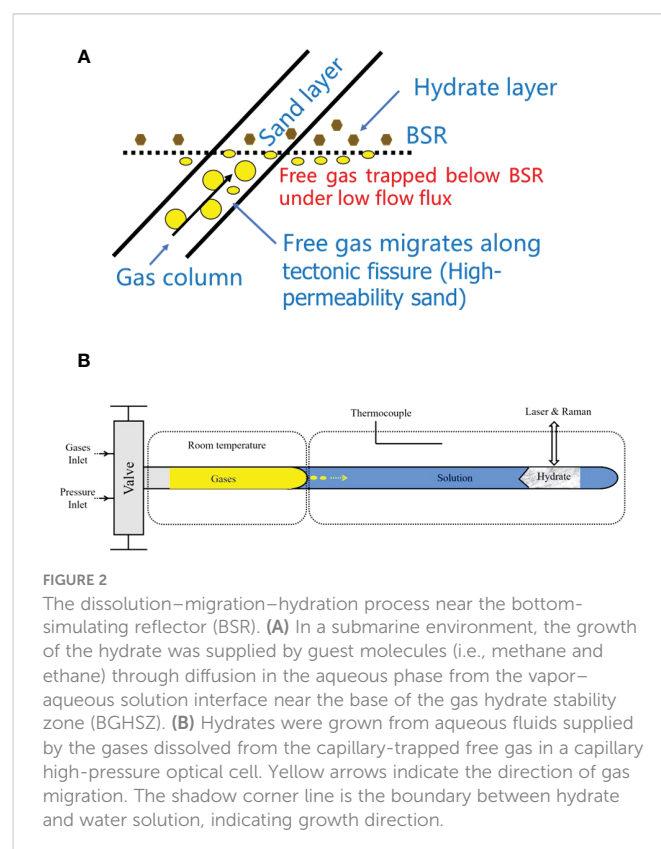 A
Sand layer
Hydrate layer
BSR
Free gas trapped below BSR
under low flow flux
Free gas migrates along
tectonic fissure (High-
permeability sand)
Gas column
B
Thermocouple
Laser & Raman
Room temperature
Gases
Inlet
Pressure
Inlet
Valve
Gases
Solution
Hydrate
FIGURE 2
The dissolution–migration–hydration process near the bottom-
simulating reflector (BSR). (A) In a submarine environment, the growth
of the hydrate was supplied by guest molecules (i.e., methane and
ethane) through diffusion in the aqueous phase from the vapor–
aqueous solution interface near the base of the gas hydrate stability
zone (BGHSZ). (B) Hydrates were grown from aqueous fluids supplied
by the gases dissolved from the capillary-trapped free gas in a capillary
high-pressure optical cell. Yellow arrows indicate the direction of gas
migration. The shadow corner line is the boundary between hydrate
and water solution, indicating growth direction.